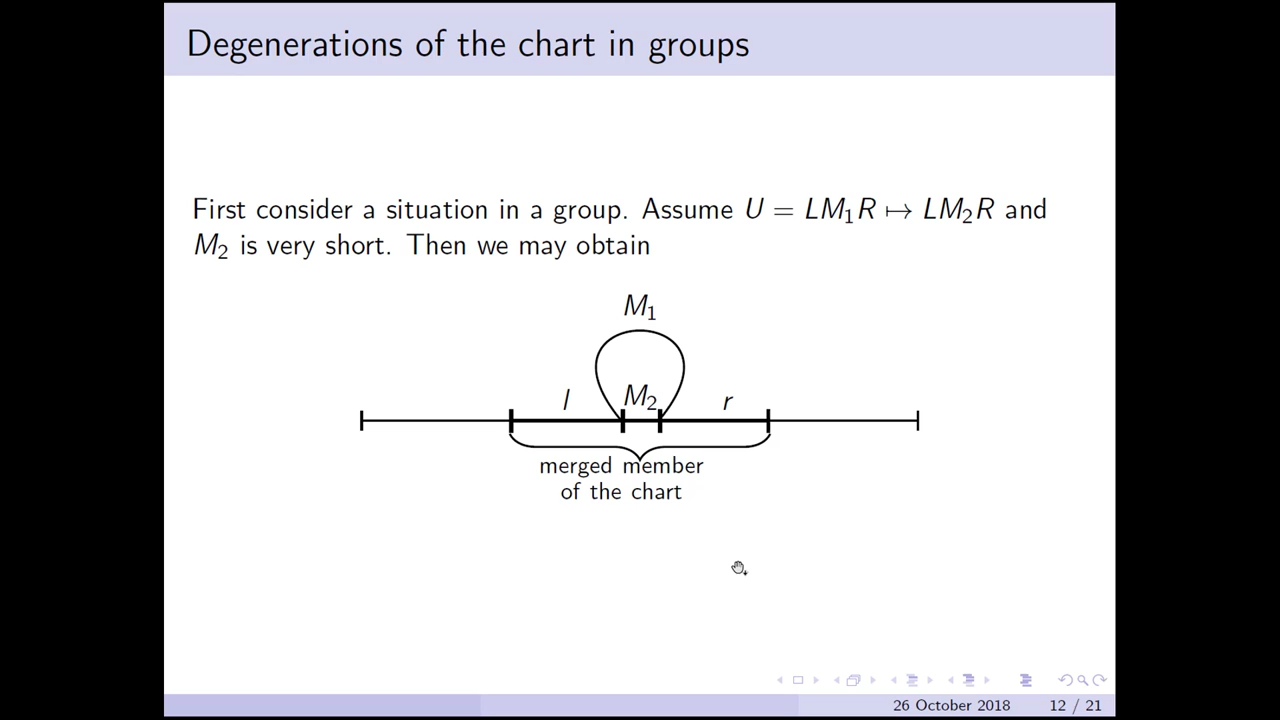 Degenerations of the chart in groups
First consider a situation in a group. Assume U = LM₁R ↦ LM₂R and
M₂ is very short. Then we may obtain
M₁
l M₂ r
merged member
of the chart
26 October 2018 12 / 21